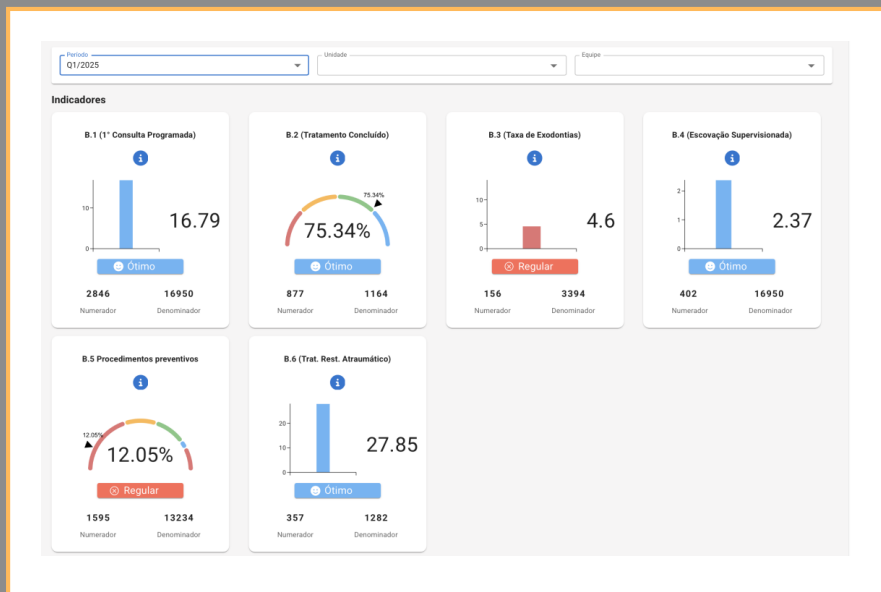 Período
Q1/2025
Unidade
Equipe
Indicadores
B.1 (1° Consulta Programada)
10
0
16.79
Ótimo
2846 16950
Numerador Denominador
B.2 (Tratamento Concluído)
75.34%
75.34%
Ótimo
877 1164
Numerador Denominador
B.3 (Taxa de Exodontias)
10
5
0
4.6
Regular
156 3394
Numerador Denominador
B.4 (Escovação Supervisionada)
2
1
0
2.37
Ótimo
402 16950
Numerador Denominador
B.5 Procedimentos preventivos
12.05%
12.05%
Regular
1595 13234
Numerador Denominador
B.6 (Trat. Rest. Atraumático)
20
10
0
27.85
Ótimo
357 1282
Numerador Denominador